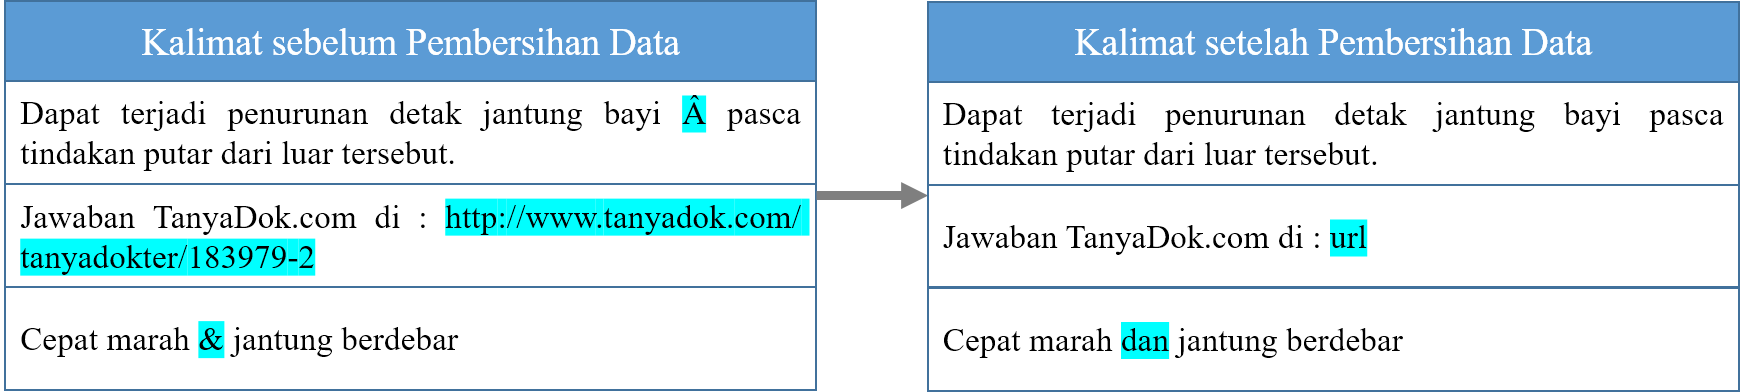 Kalimat sebelum Pembersihan Data
Dapat terjadi penurunan detak jantung bayi Â pasca
tindakan putar dari luar tersebut.
Jawaban TanyaDok.com di : http://www.tanyadok.com/
tanyadokter/183979-2
Cepat marah & jantung berdebar
Kalimat setelah Pembersihan Data
Dapat terjadi penurunan detak jantung bayi pasca
tindakan putar dari luar tersebut.
Jawaban TanyaDok.com di : url
Cepat marah dan jantung berdebar